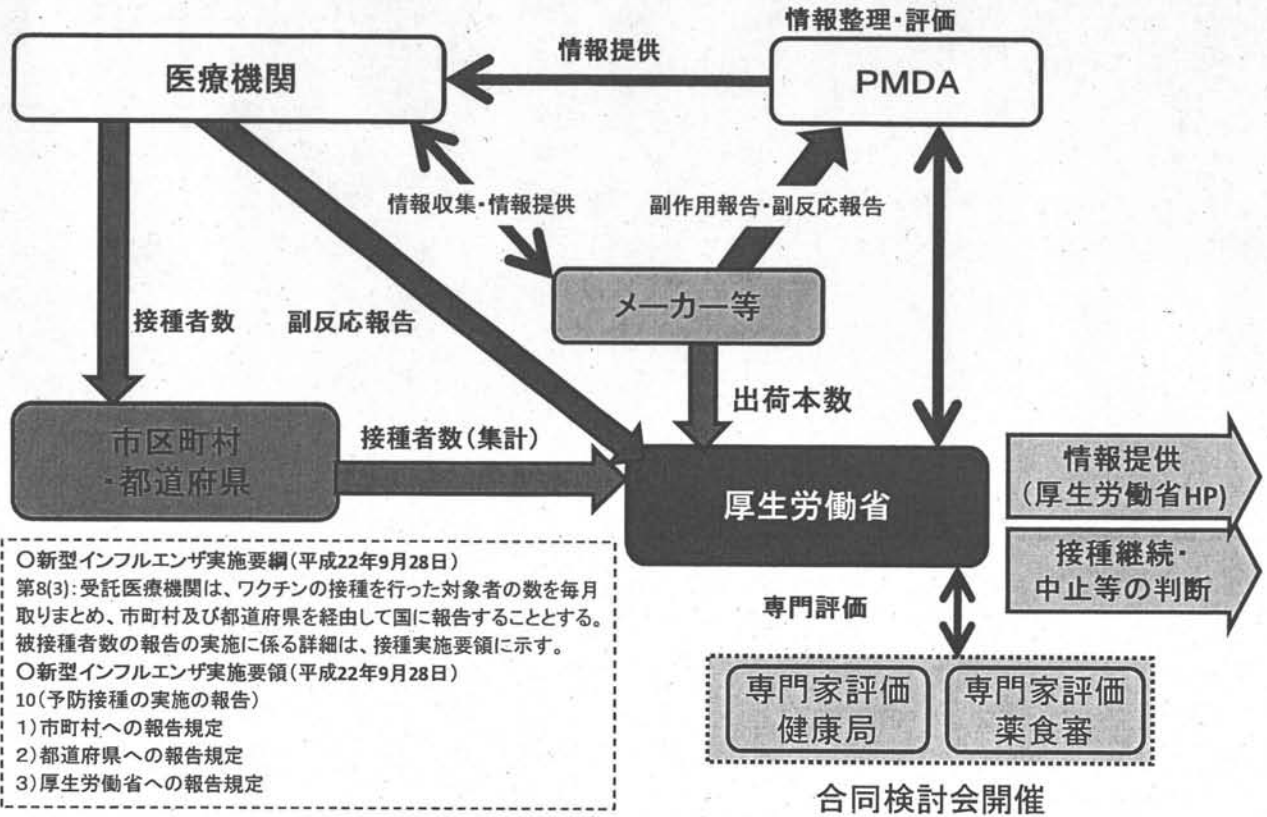 情報整理・評価
医療機関
情報提供
PMDA
情報収集・情報提供
副作用報告・副反応報告
メーカー等
接種者数
副反応報告
出荷本数
市区町村
・都道府県
接種者数(集計)
厚生労働省
情報提供
(厚生労働省HP)
接種継続・
中止等の判断
専門評価
専門家評価
健康局
専門家評価
薬食審
合同検討会開催
○新型インフルエンザ実施要綱(平成22年9月28日)
第8(3):受託医療機関は、ワクチンの接種を行った対象者の数を毎月
取りまとめ、市町村及び都道府県を経由して国に報告することとする。
被接種者数の報告の実施に係る詳細は、接種実施要領に示す。
○新型インフルエンザ実施要領(平成22年9月28日)
10(予防接種の実施の報告)
1)市町村への報告規定
2)都道府県への報告規定
3)厚生労働省への報告規定